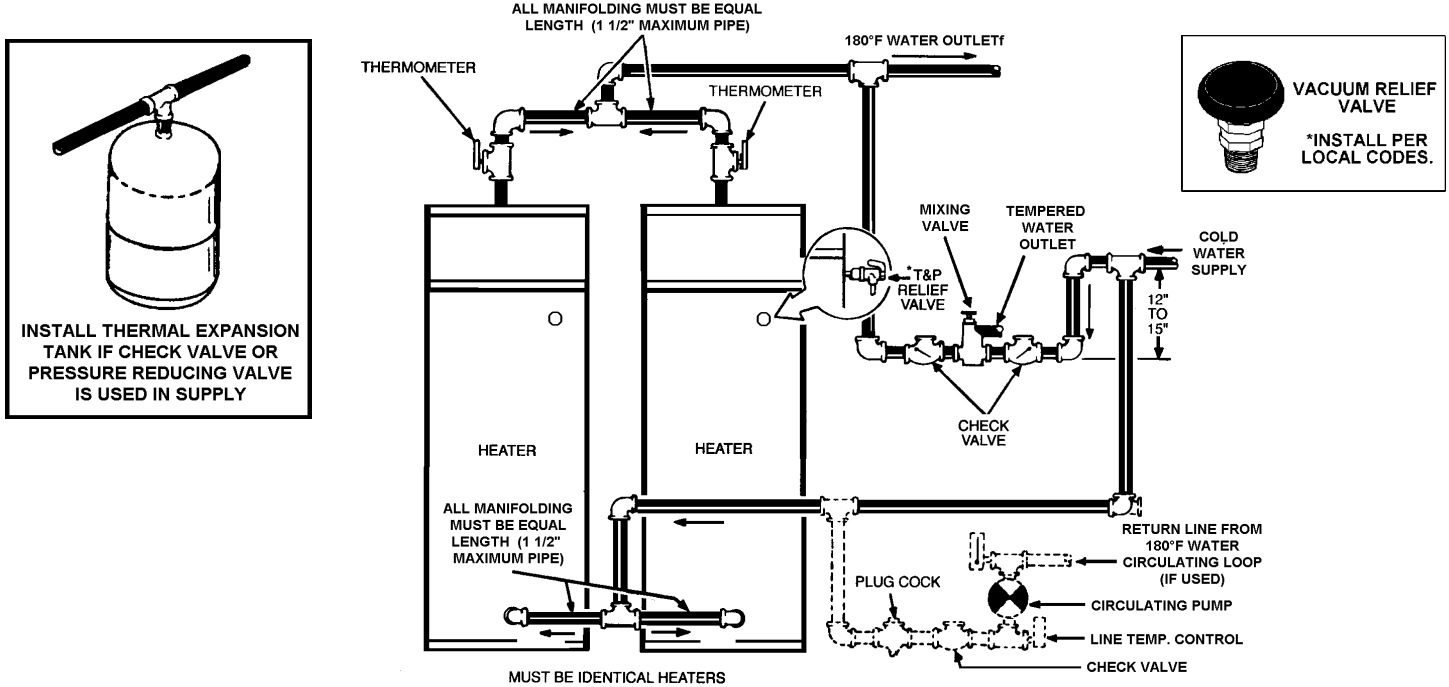 ALL MANIFOLDING MUST BE EQUAL
LENGTH (1 1/2" MAXIMUM PIPE)
THERMOMETER
180°F WATER OUTLETf
THERMOMETER
VACUUM RELIEF
VALVE
*INSTALL PER
LOCAL CODES.
INSTALL THERMAL EXPANSION
TANK IF CHECK VALVE OR
PRESSURE REDUCING VALVE
IS USED IN SUPPLY
MIXING
VALVE
TEMPERED
WATER
OUTLET
COLD
WATER
SUPPLY
*T&P
RELIEF
VALVE
12"
TO
15"
CHECK
VALVE
HEATER
HEATER
ALL MANIFOLDING
MUST BE EQUAL
LENGTH (1 1/2"
MAXIMUM PIPE)
RETURN LINE FROM
180°F WATER
CIRCULATING LOOP
(IF USED)
PLUG COCK
CIRCULATING PUMP
LINE TEMP. CONTROL
CHECK VALVE
MUST BE IDENTICAL HEATERS